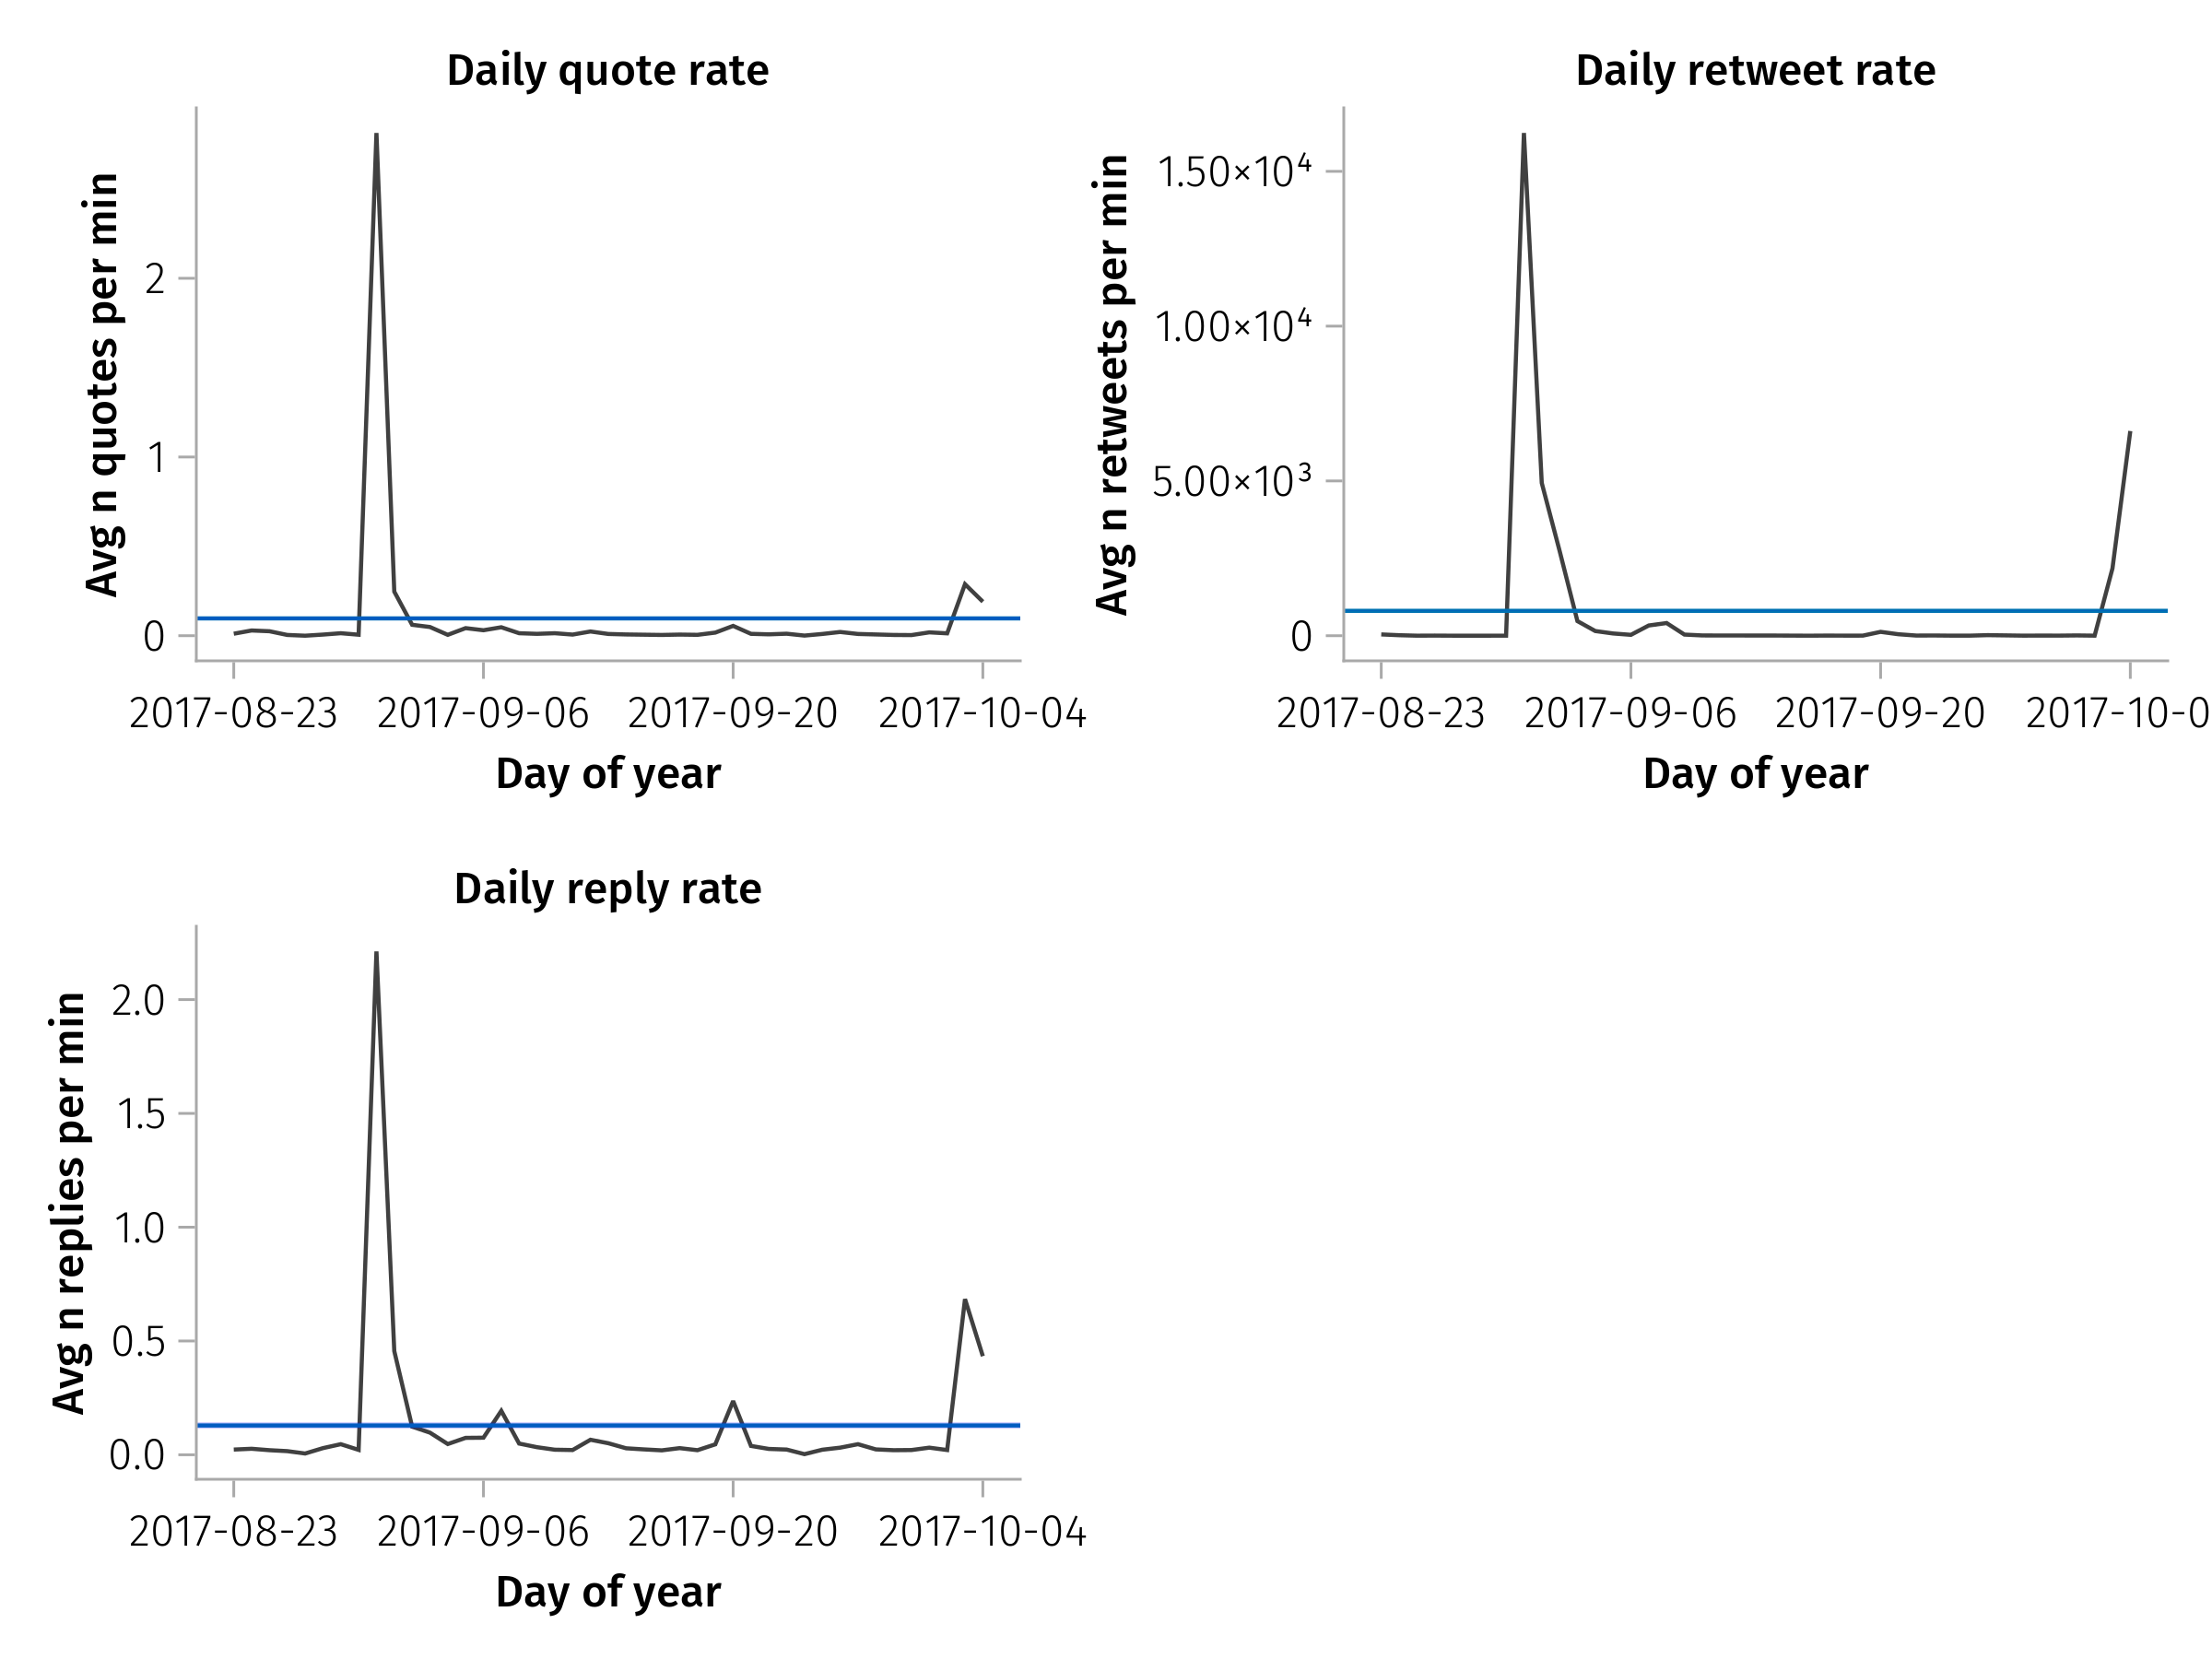 Daily quote rate
Avg n quotes per min
2
1
0
2017-08-23 2017-09-06 2017-09-20 2017-10-04
Day of year
Daily retweet rate
Avg n retweets per min
1.50×10⁴
1.00×10⁴
5.00×10³
0
2017-08-23 2017-09-06 2017-09-20 2017-10-0
Day of year
Daily reply rate
Avg n replies per min
2.0
1.5
1.0
0.5
0.0
2017-08-23 2017-09-06 2017-09-20 2017-10-04
Day of year